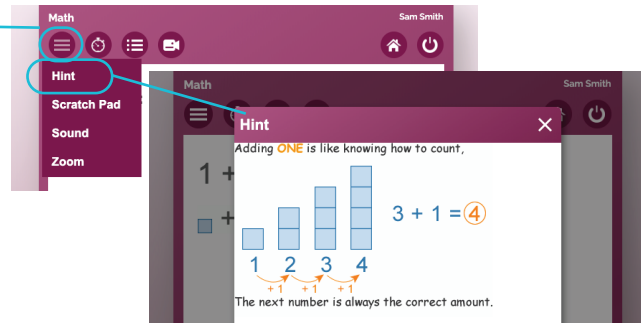 Math Sam Smith
Hint
Scratch Pad
Sound
Zoom
Math Sam Smith
Hint
Adding ONE is like knowing how to count,
1 +
+
3 + 1 = 4
1 2 3 4
+ 1 + 1 + 1
The next number is always the correct amount.